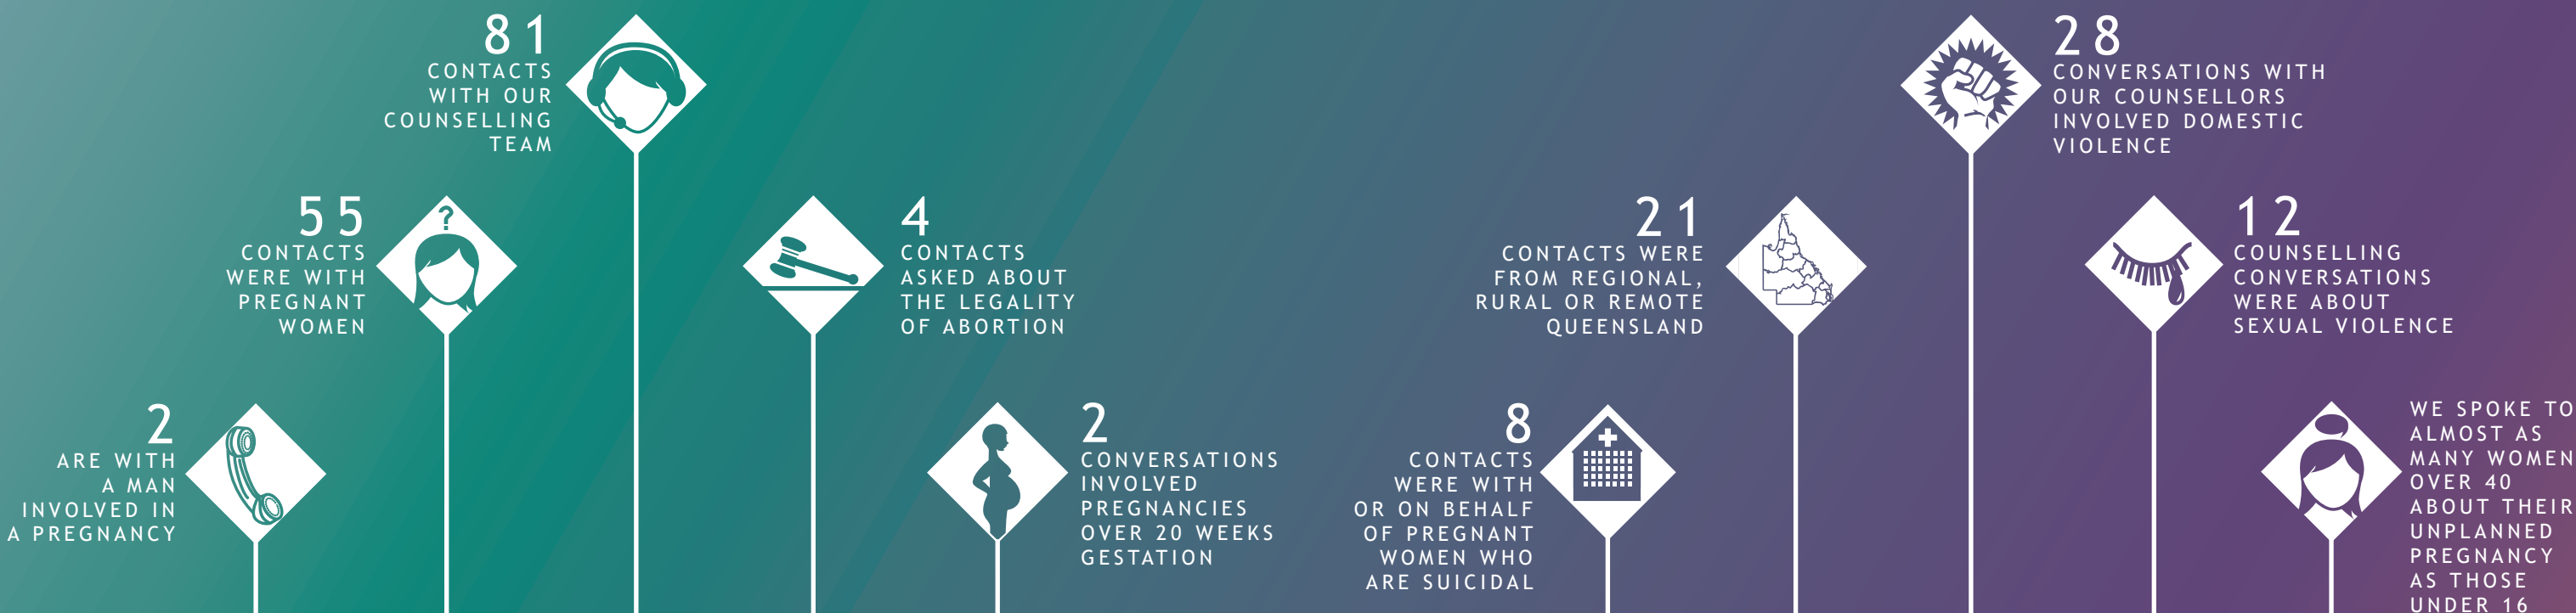 81
CONTACTS
WITH OUR
COUNSELLING
TEAM
55
CONTACTS
WERE WITH
PREGNANT
WOMEN
?
2
ARE WITH
A MAN
INVOLVED IN
A PREGNANCY
4
CONTACTS
ASKED ABOUT
THE LEGALITY
OF ABORTION
2
CONVERSATIONS
INVOLVED
PREGNANCIES
OVER 20 WEEKS
GESTATION
8
CONTACTS
WERE WITH
OR ON BEHALF
OF PREGNANT
WOMEN WHO
ARE SUICIDAL
21
CONTACTS WERE
FROM REGIONAL,
RURAL OR REMOTE
QUEENSLAND
28
CONVERSATIONS WITH
OUR COUNSELLORS
INVOLVED DOMESTIC
VIOLENCE
12
COUNSELLING
CONVERSATIONS
WERE ABOUT
SEXUAL VIOLENCE
WE SPOKE TO
ALMOST AS
MANY WOMEN
OVER 40
ABOUT THEIR
UNPLANNED
PREGNANCY
AS THOSE
UNDER 16